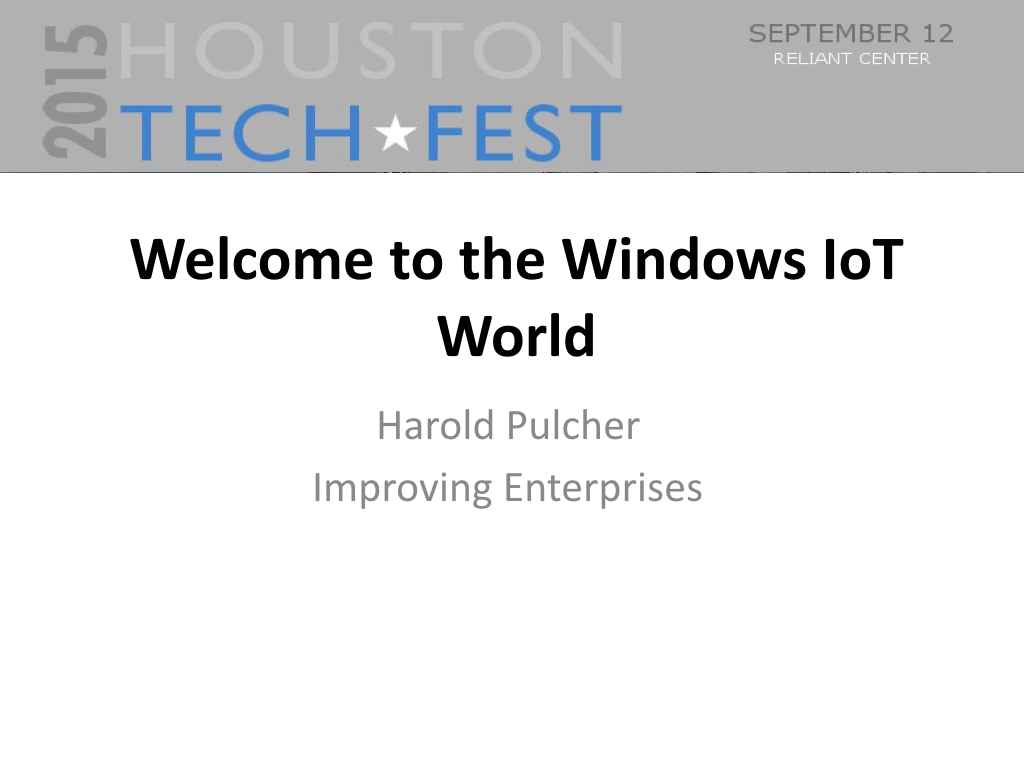 2015
HOUSTON
TECH FEST
SEPTEMBER 12
RELIANT CENTER
Welcome to the Windows IoT
World
Harold Pulcher
Improving Enterprises